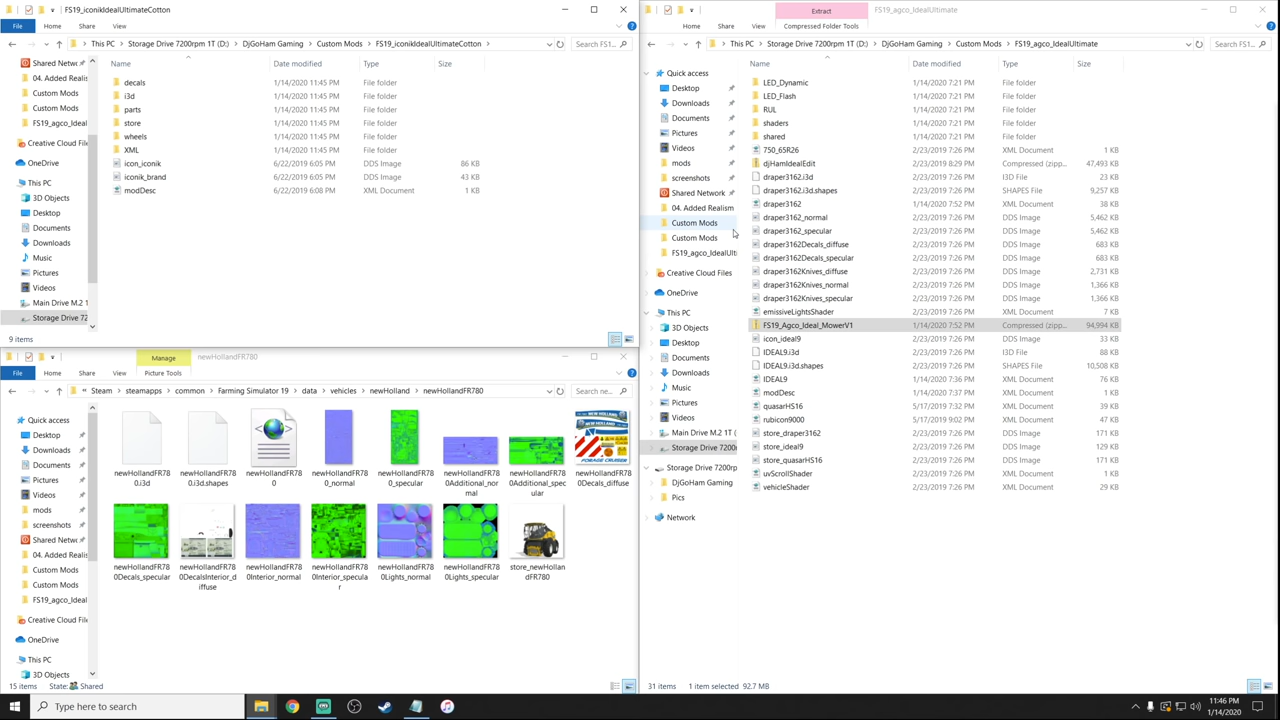 FS19_iconikIdealUltimateCotton
File Home Share View
This PC Storage Drive 7200rpm 1T (D:) DjGoHam Gaming Custom Mods FS19_iconikIdealUltimateCotton Search FS1...
Name Date modified Type Size
Shared Netwo
04. Added Realis
Custom Mods
Custom Mods
FS19_agco_Ideal
Creative Cloud File
OneDrive
This PC
3D Objects
Desktop
Documents
Downloads
Music
Pictures
Videos
Main Drive M.2 1
Storage Drive 72
decals 1/14/2020 11:45 PM File folder
i3d 1/14/2020 11:45 PM File folder
parts 1/14/2020 11:45 PM File folder
store 1/14/2020 11:45 PM File folder
wheels 1/14/2020 11:45 PM File folder
XML 1/14/2020 11:45 PM File folder
icon_iconik 6/22/2019 6:05 PM DDS Image 86 KB
iconik_brand 6/22/2019 6:05 PM DDS Image 43 KB
modDesc 6/22/2019 6:08 PM XML Document 1 KB
9 items
Manage newHollandFR780
File Home Share View Picture Tools
« Steam steamapps common Farming Simulator 19 data vehicles newHolland newHollandFR780 Search ne...
Quick access
Desktop
Downloads
Documents
Pictures
Videos
mods
screenshots
Shared Netwo
04. Added Realis
Custom Mods
Custom Mods
FS19_agco_Ideal
Creative Cloud File
OneDrive
This PC
3D Objects
newHollandFR78
0.i3d
newHollandFR78
0.i3d.shapes
newHollandFR78
0
newHollandFR78
0_normal
newHollandFR78
0_specular
newHollandFR78
0Additional_nor
mal
newHollandFR78
0Additional_spec
ular
newHollandFR78
0Decals_diffuse
newHollandFR78
0Decals_specular
newHollandFR78
0DecalsInterior_d
iffuse
newHollandFR78
0Interior_normal
newHollandFR78
0Interior_specula
r
newHollandFR78
0Lights_normal
newHollandFR78
0Lights_specular
store_newHolla
ndFR780
15 items State: Shared
Extract FS19_agco_IdealUltimate
Home Share View Compressed Folder Tools
This PC Storage Drive 7200rpm 1T (D:) DjGoHam Gaming Custom Mods FS19_agco_IdealUltimate Search FS1...
Name Date modified Type Size
Quick access
Desktop
Downloads
Documents
Pictures
Videos
mods
screenshots
Shared Network
04. Added Realism
Custom Mods
Custom Mods
FS19_agco_IdealUlti
Creative Cloud Files
OneDrive
This PC
3D Objects
Desktop
Documents
Downloads
Music
Pictures
Videos
Main Drive M.2 1T (
Storage Drive 7200r
Storage Drive 7200rp
DjGoHam Gaming
Pics
Network
LED_Dynamic 1/14/2020 7:21 PM File folder
LED_Flash 1/14/2020 7:21 PM File folder
RUL 1/14/2020 7:21 PM File folder
shaders 1/14/2020 7:21 PM File folder
shared 1/14/2020 7:21 PM File folder
750_65R26 2/23/2019 7:26 PM XML Document 1 KB
djHamIdealEdit 2/23/2019 8:29 PM Compressed (zipp... 47,493 KB
draper3162.i3d 2/23/2019 7:26 PM I3D File 23 KB
draper3162.i3d.shapes 2/23/2019 7:26 PM SHAPES File 9,257 KB
draper3162 2/23/2019 7:26 PM XML Document 38 KB
draper3162_normal 2/23/2019 7:26 PM DDS Image 5,462 KB
draper3162_specular 2/23/2019 7:26 PM DDS Image 5,462 KB
draper3162Decals_diffuse 2/23/2019 7:26 PM DDS Image 683 KB
draper3162Decals_specular 2/23/2019 7:26 PM DDS Image 683 KB
draper3162Knives_diffuse 2/23/2019 7:26 PM DDS Image 2,731 KB
draper3162Knives_normal 2/23/2019 7:26 PM DDS Image 1,366 KB
draper3162Knives_specular 2/23/2019 7:26 PM DDS Image 1,366 KB
emissiveLightsShader 2/23/2019 7:26 PM XML Document 7 KB
FS19_Agco_Ideal_MowerV1 1/14/2020 7:52 PM Compressed (zipp... 94,994 KB
icon_ideal9 2/23/2019 7:26 PM DDS Image 33 KB
IDEAL9.i3d 2/23/2019 7:26 PM I3D File 88 KB
IDEAL9.i3d.shapes 2/23/2019 7:26 PM SHAPES File 10,508 KB
IDEAL9 1/14/2020 7:36 PM XML Document 76 KB
modDesc 1/14/2020 7:37 PM XML Document 2 KB
quasarHS16 5/17/2019 9:02 PM XML Document 39 KB
rubicon9000 5/17/2019 9:02 PM XML Document 47 KB
store_draper3162 2/23/2019 7:26 PM DDS Image 171 KB
store_ideal9 2/23/2019 7:26 PM DDS Image 171 KB
store_quasarHS16 2/23/2019 7:26 PM DDS Image 171 KB
uvScrollShader 2/23/2019 7:26 PM XML Document 4 KB
vehicleShader 2/23/2019 7:26 PM XML Document 29 KB
31 items 1 item selected 92.7 MB
Type here to search
11:46 PM
1/14/2020